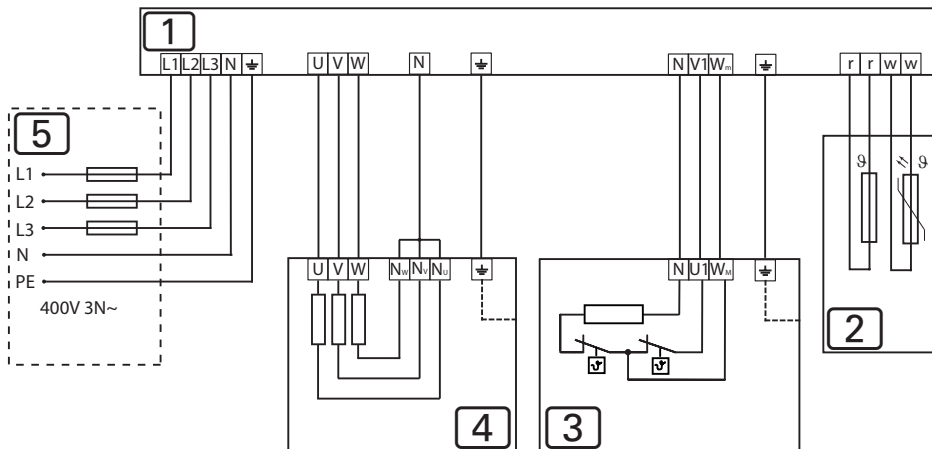 1
L1 L2 L3 N ⏚ U V W N ⏚ N V1 Wm ⏚ r r w w
5
L1
L2
L3
N
PE
400V 3N~
U V W NW NV NU ⏚
4
N U1 WM ⏚
ϑ ϑ
3
ϑ ϑ
2